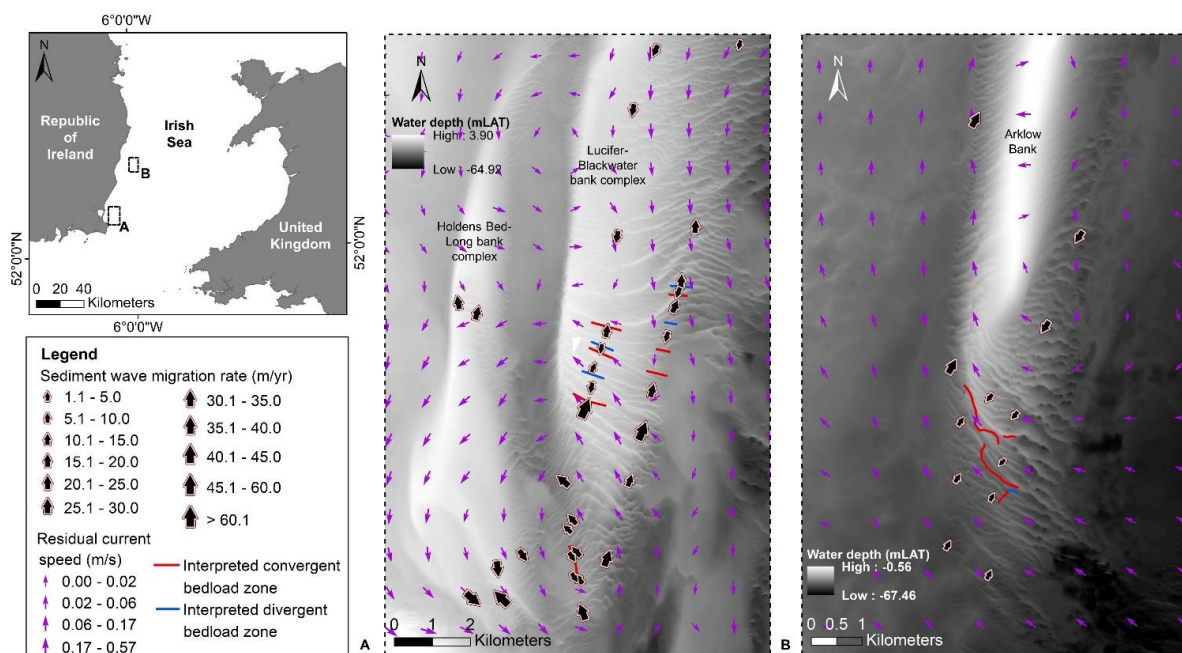 6°0'0"W
N
Republic
of
Ireland
Irish
Sea
B
A
United
Kingdom
52°0'0"N
52°0'0"N
0 20 40
Kilometers
6°0'0"W
Legend
Sediment wave migration rate (m/yr)
1.1 - 5.0
5.1 - 10.0
10.1 - 15.0
15.1 - 20.0
20.1 - 25.0
25.1 - 30.0
30.1 - 35.0
35.1 - 40.0
40.1 - 45.0
45.1 - 60.0
> 60.1
Residual current
speed (m/s)
0.00 - 0.02
0.02 - 0.06
0.06 - 0.17
0.17 - 0.57
Interpreted convergent
bedload zone
Interpreted divergent
bedload zone
N
Water depth (mLAT)
High : 3.90
Low : -64.92
Lucifer-
Blackwater
bank complex
Holdens Bed-
Long bank
complex
0 1 2
Kilometers
A
N
Arklow
Bank
Water depth (mLAT)
High : -0.56
Low : -67.46
0 0.5 1
Kilometers
B